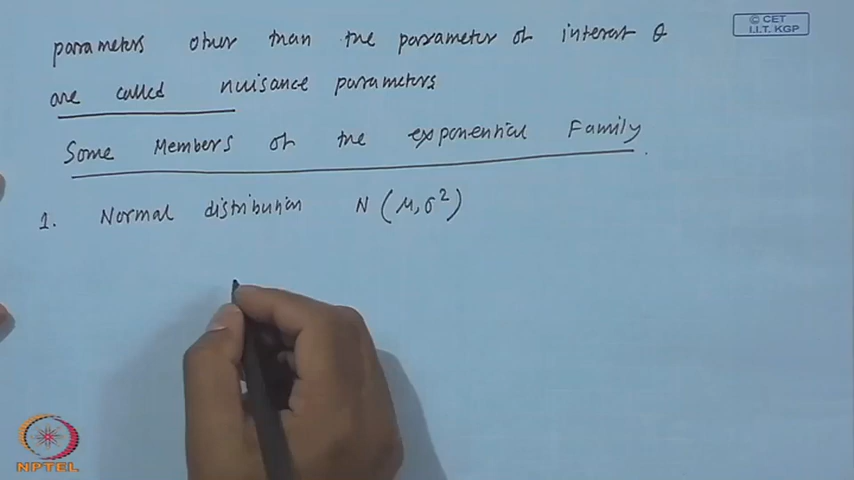 © CET
I.I.T. KGP
parameters other than the parameter of interest θ
are called nuisance parameters
Some Members of the exponential Family.
1. Normal distribution N (μ, σ²)
NPTEL